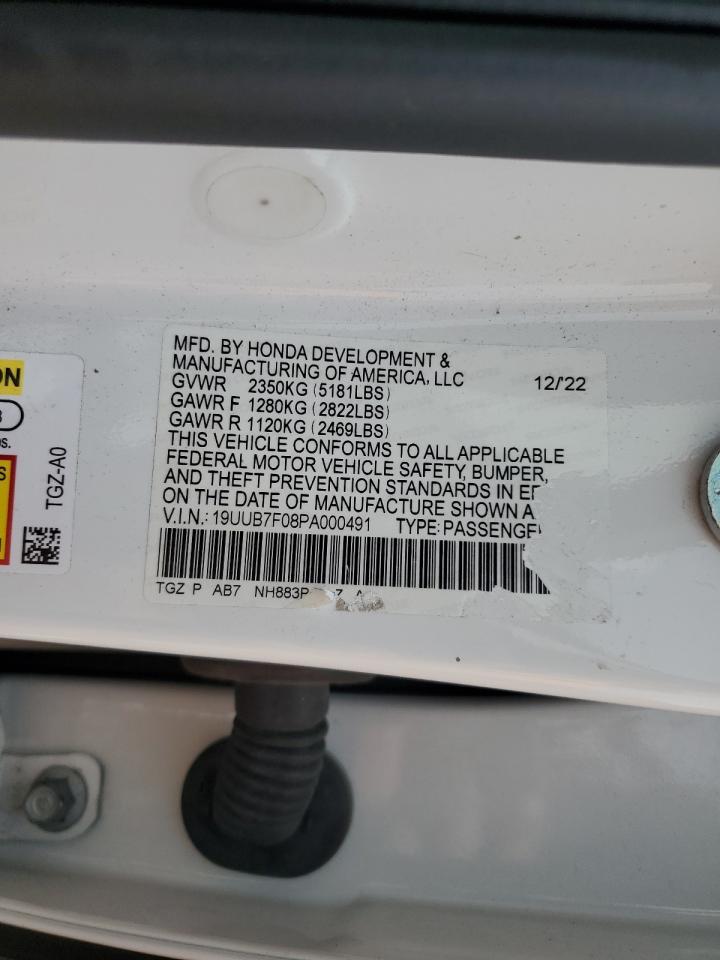 MFD. BY HONDA DEVELOPMENT &
MANUFACTURING OF AMERICA, LLC 12/'22
GVWR 2350KG (5181LBS)
GAWR F 1280KG (2822LBS)
GAWR R 1120KG (2469LBS)
THIS VEHICLE CONFORMS TO ALL APPLICABLE
FEDERAL MOTOR VEHICLE SAFETY, BUMPER,
AND THEFT PREVENTION STANDARDS IN
ON THE DATE OF MANUFACTURE SHOWN
V.I.N.: 19UUB7F08PA000491 TYPE:PASSENGE
TGZ P AB7 NH883P
TGZ-A0